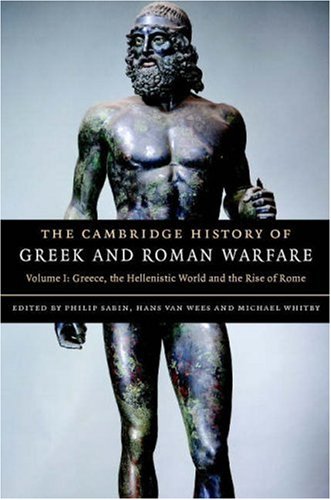 THE CAMBRIDGE HISTORY OF
GREEK AND ROMAN WARFARE
Volume I: Greece, the Hellenistic World and the Rise of Rome
EDITED BY PHILIP SABIN, HANS VAN WEES AND MICHAEL WHITBY